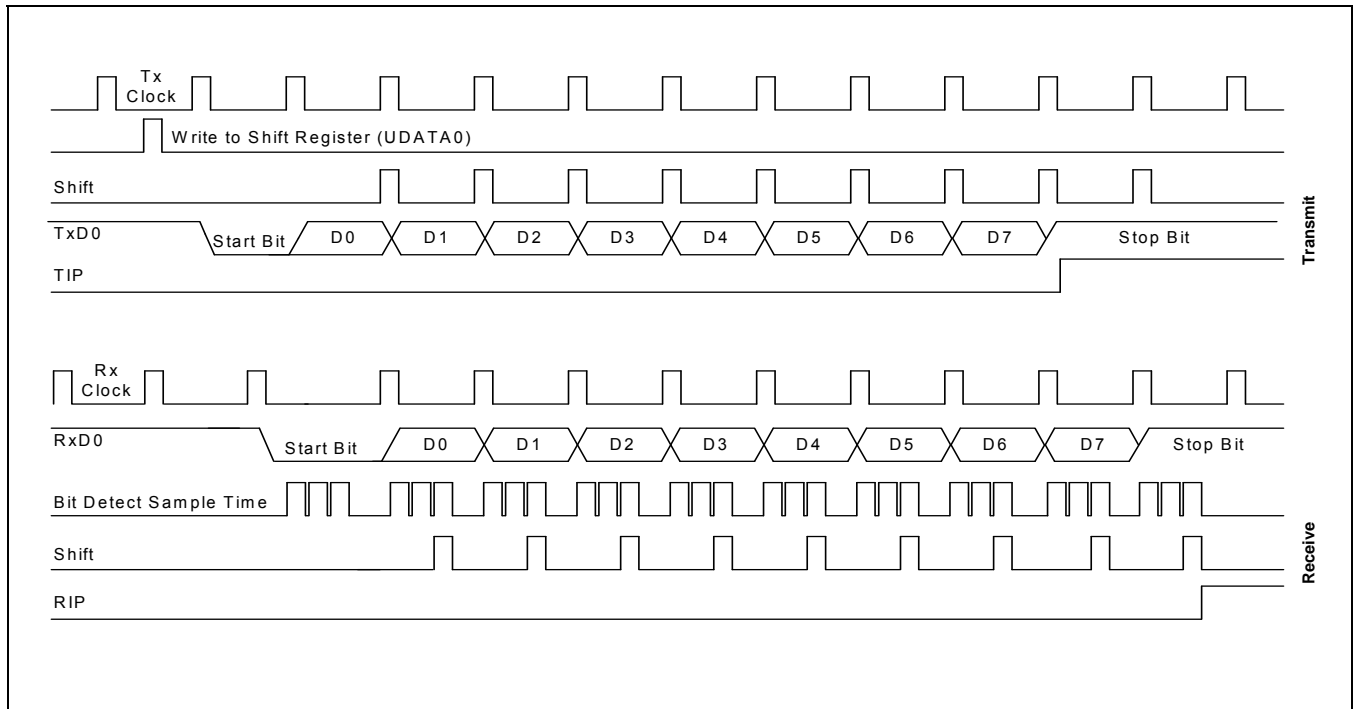 Tx
Clock
Write to Shift Register (UDATA0)
Shift
TxD0
Start Bit D0 D1 D2 D3 D4 D5 D6 D7 Stop Bit
TIP
Transmit
Rx
Clock
RxD0
Start Bit D0 D1 D2 D3 D4 D5 D6 D7 Stop Bit
Bit Detect Sample Time
Shift
RIP
Receive